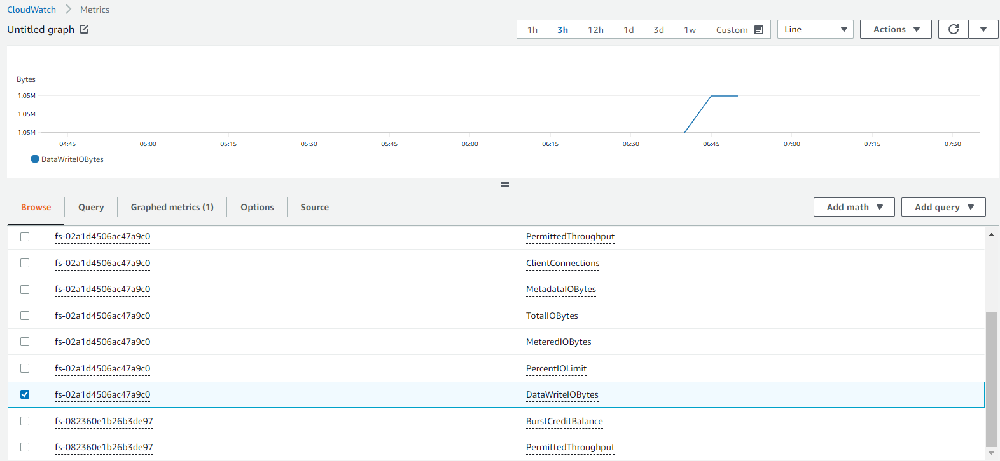 CloudWatch > Metrics
Untitled graph
1h 3h 12h 1d 3d 1w Custom Line Actions
Bytes
1.05M
1.05M
1.05M
04:45 05:00 05:15 05:30 05:45 06:00 06:15 06:30 06:45 07:00 07:15 07:30
DataWriteIOBytes
Browse Query Graphed metrics (1) Options Source Add math Add query
fs-02a1d4506ac47a9c0 PermittedThroughput
fs-02a1d4506ac47a9c0 ClientConnections
fs-02a1d4506ac47a9c0 MetadataIOBytes
fs-02a1d4506ac47a9c0 TotalIOBytes
fs-02a1d4506ac47a9c0 MeteredIOBytes
fs-02a1d4506ac47a9c0 PercentIOLimit
fs-02a1d4506ac47a9c0 DataWriteIOBytes
fs-082360e1b26b3de97 BurstCreditBalance
fs-082360e1b26b3de97 PermittedThroughput